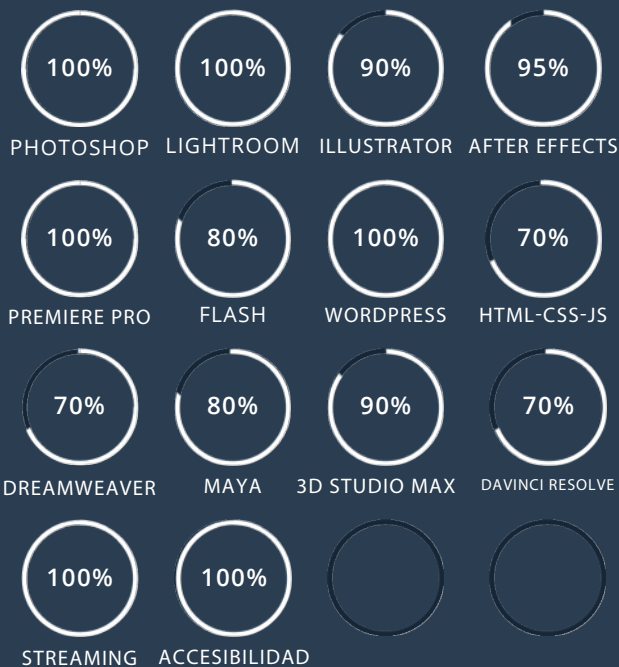 100% 100% 90% 95%
PHOTOSHOP LIGHTROOM ILLUSTRATOR AFTER EFFECTS
100% 80% 100% 70%
PREMIERE PRO FLASH WORDPRESS HTML-CSS-JS
70% 80% 90% 70%
DREAMWEAVER MAYA 3D STUDIO MAX DAVINCI RESOLVE
100% 100%
STREAMING ACCESIBILIDAD